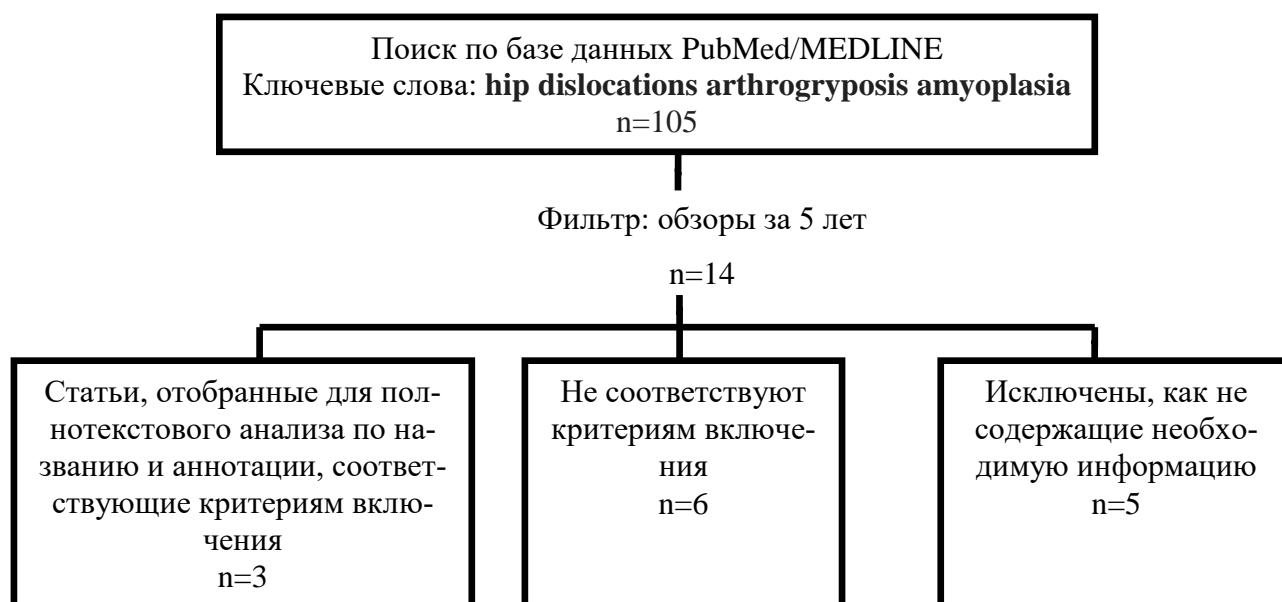 Поиск по базе данных PubMed/MEDLINE
Ключевые слова: hip dislocations arthrogryposis amyoplasia
n=105
Фильтр: обзоры за 5 лет
n=14
Статьи, отобранные для пол-
нотекстового анализа по на-
званию и аннотации, соответ-
ствующие критериям вклю-
чения
n=3
Не соответствуют
критериям включе-
ния
n=6
Исключены, как не
содержащие необхо-
димую информацию
n=5